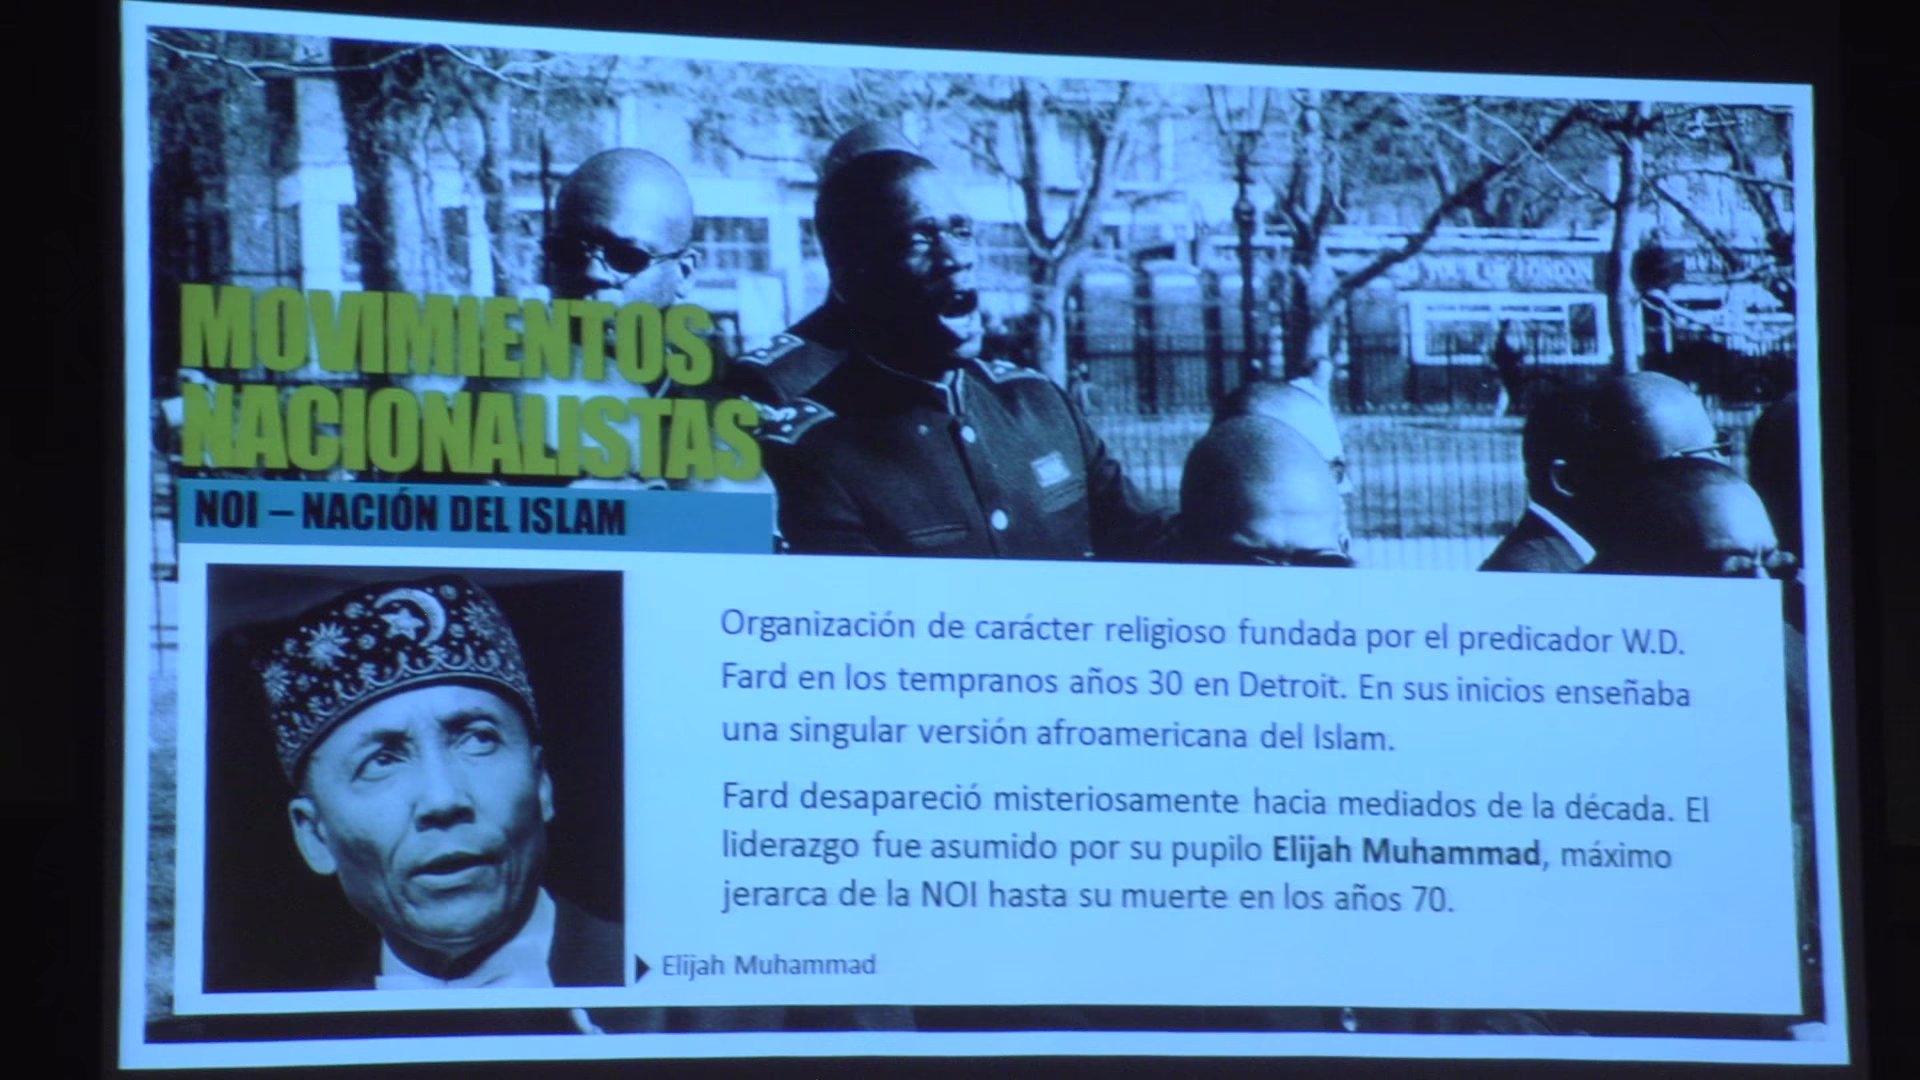 MOVIMIENTOS
NACIONALISTAS
NOI – NACIÓN DEL ISLAM
Organización de carácter religioso fundada por el predicador W.D.
Fard en los tempranos años 30 en Detroit. En sus inicios enseñaba
una singular versión afroamericana del Islam.
Fard desapareció misteriosamente hacia mediados de la década. El
liderazgo fue asumido por su pupilo Elijah Muhammad, máximo
jerarca de la NOI hasta su muerte en los años 70.
Elijah Muhammad